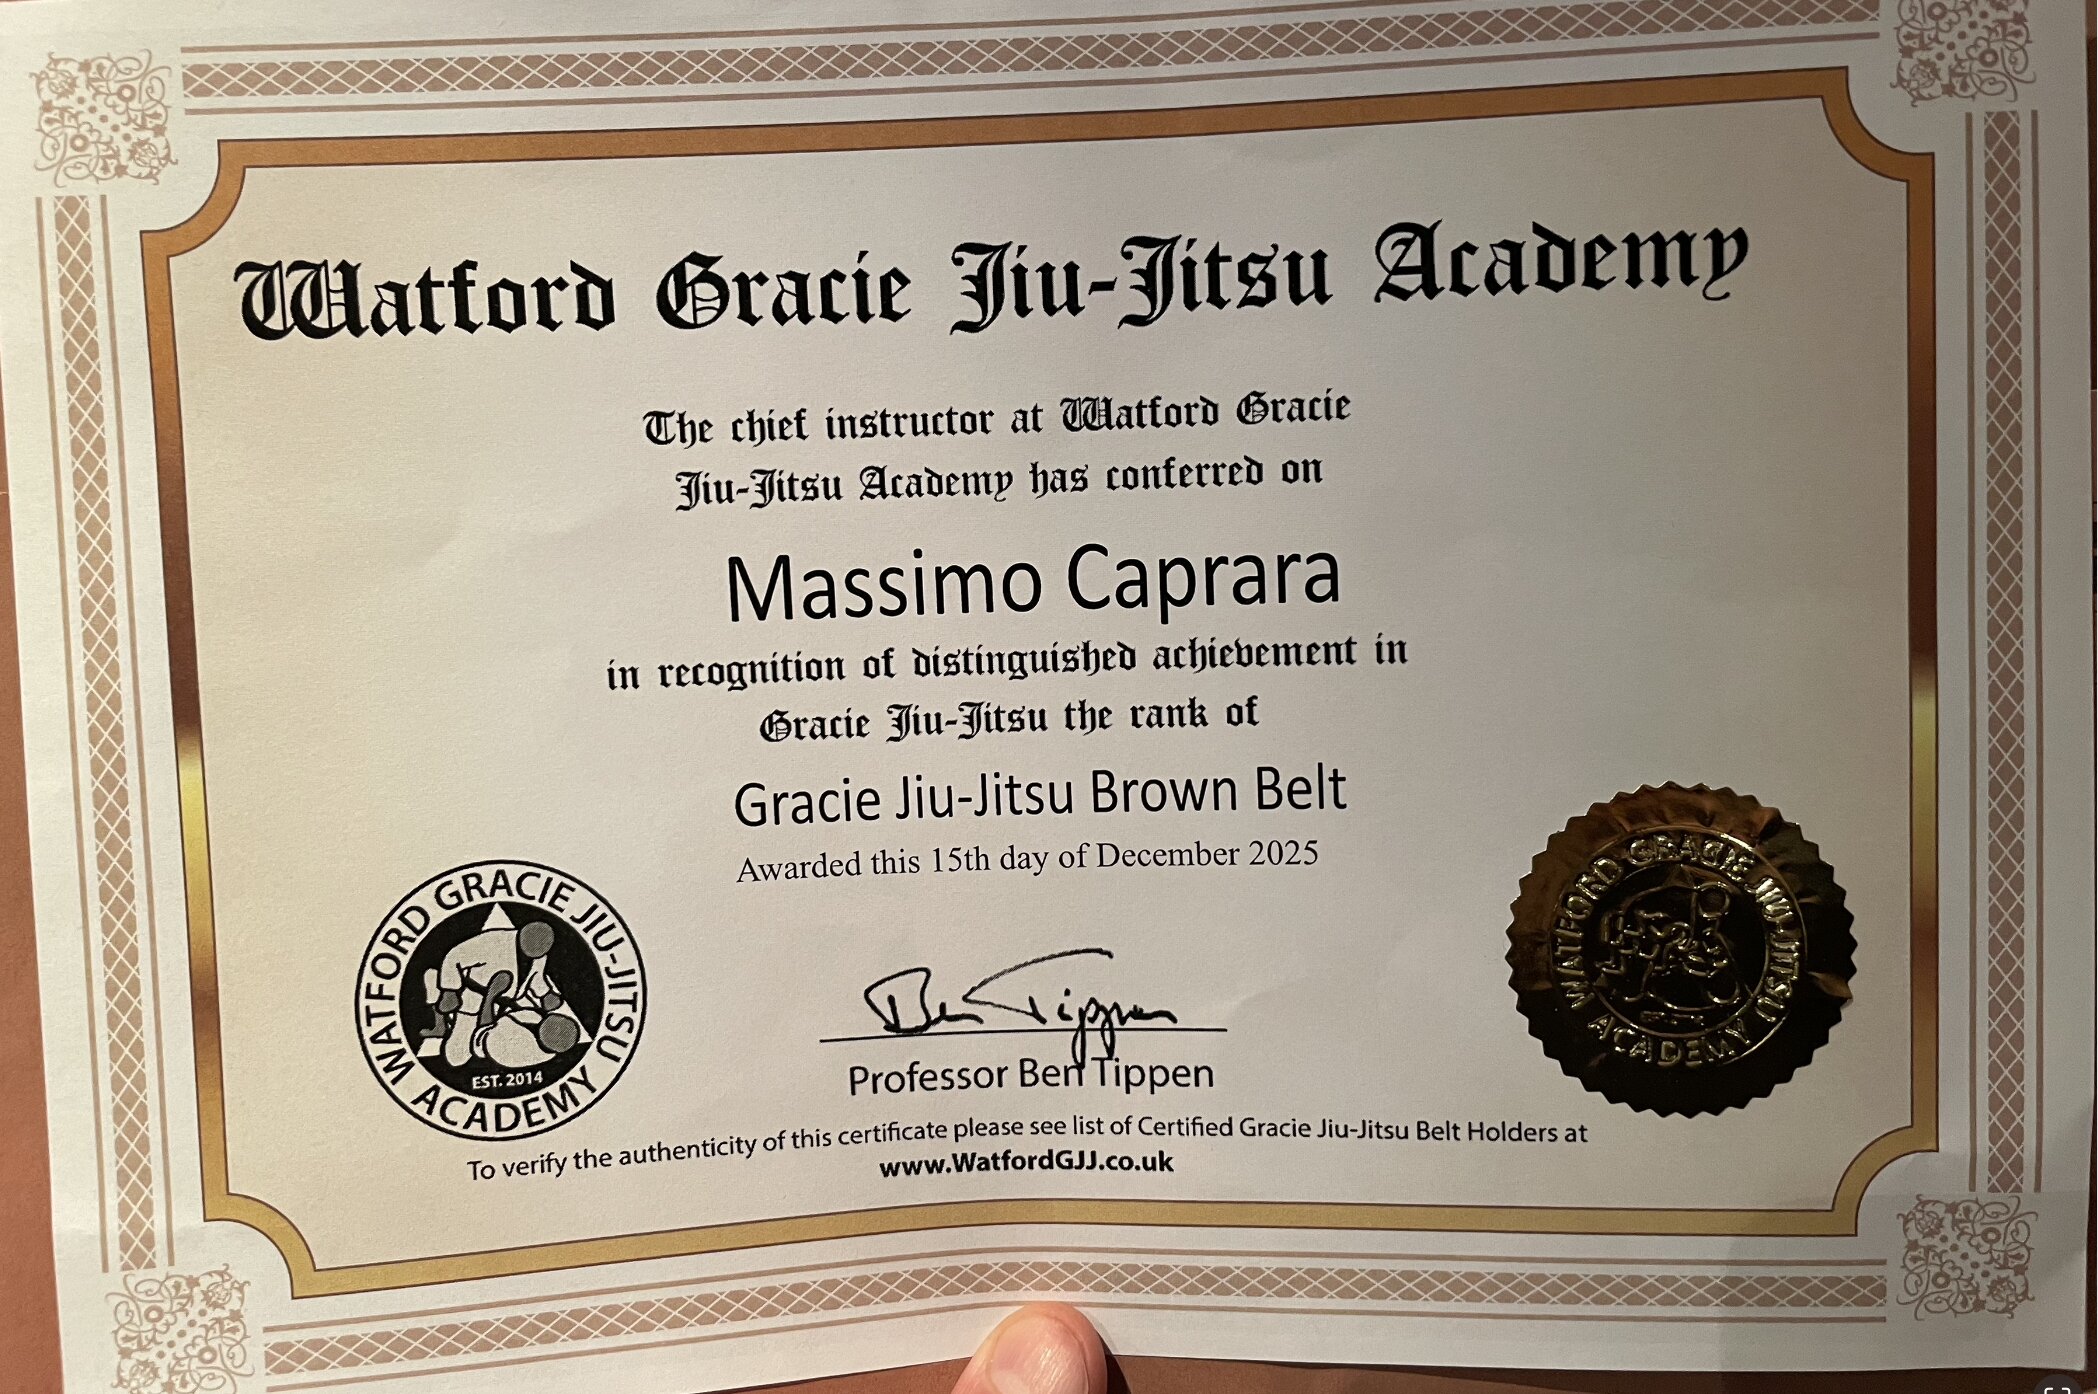 Watford Gracie Jiu-Jitsu Academy
The chief instructor at Watford Gracie
Jiu-Jitsu Academy has conferred on
Massimo Caprara
in recognition of distinguished achievement in
Gracie Jiu-Jitsu the rank of
Gracie Jiu-Jitsu Brown Belt
Awarded this 15th day of December 2025
WATFORD GRACIE JIU-JITSU ACADEMY
EST. 2014
Ben Tippen
Professor Ben Tippen
WATFORD GRACIE JIU JITSU ACADEMY
To verify the authenticity of this certificate please see list of Certified Gracie Jiu-Jitsu Belt Holders at
www.WatfordGJJ.co.uk